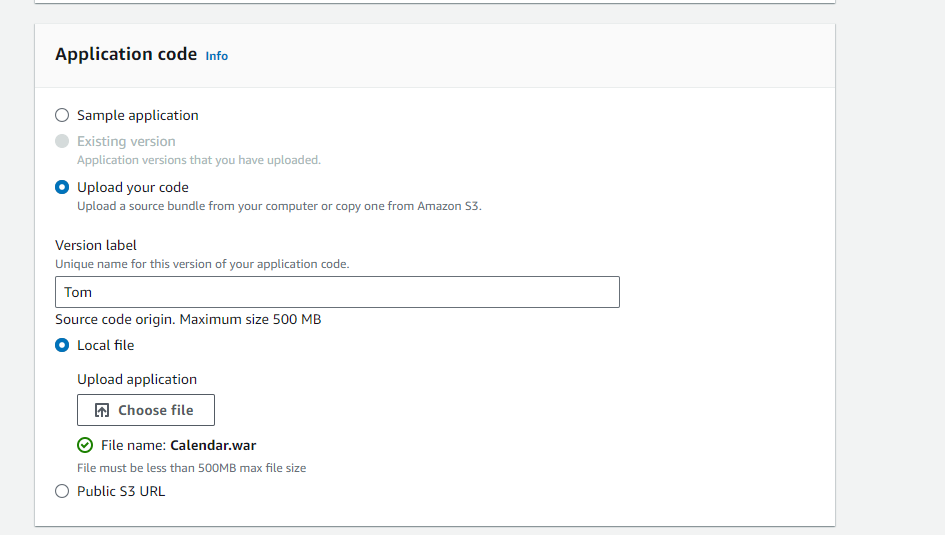 Application code Info
Sample application
Existing version
Application versions that you have uploaded.
Upload your code
Upload a source bundle from your computer or copy one from Amazon S3.
Version label
Unique name for this version of your application code.
Tom
Source code origin. Maximum size 500 MB
Local file
Upload application
Choose file
File name: Calendar.war
File must be less than 500MB max file size
Public S3 URL